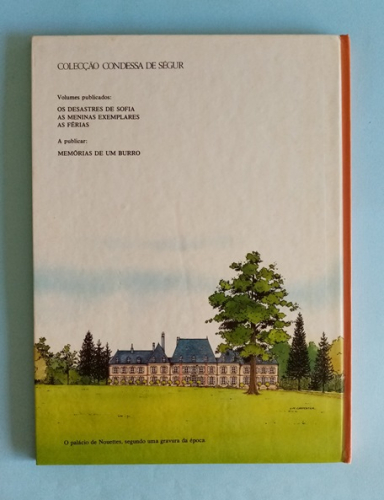 COLECÇÃO CONDESSA DE SÉGUR
Volumes publicados:
OS DESASTRES DE SOFIA
AS MENINAS EXEMPLARES
AS FÉRIAS
A publicar:
MEMÓRIAS DE UM BURRO
O palácio de Nouettes, segundo uma gravura da época